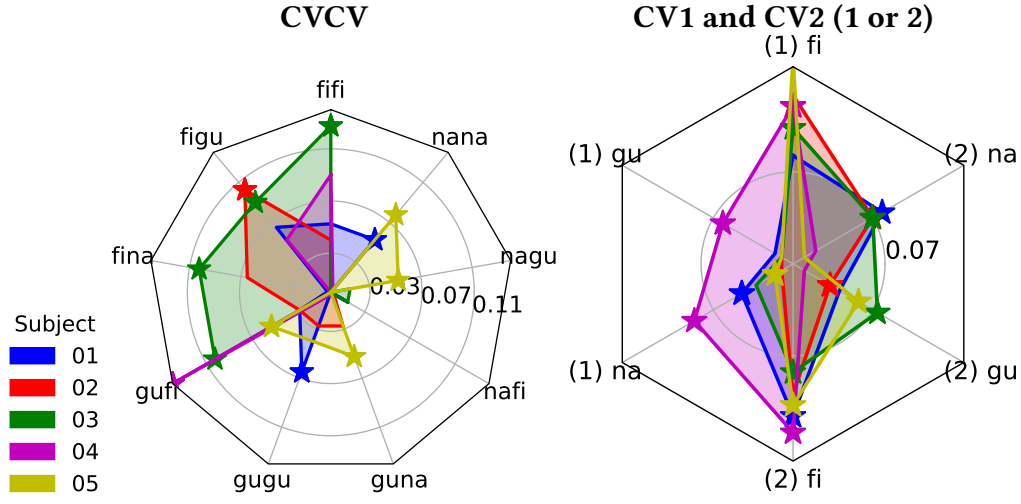 CVCV
CV1 and CV2 (1 or 2)
fifi
nana
nagu
nafi
guna
gugu
gufi
fina
figu
0.03
0.07
0.11
Subject
01
02
03
04
05
(1) fi
(2) na
(2) gu
(2) fi
(1) na
(1) gu
0.07